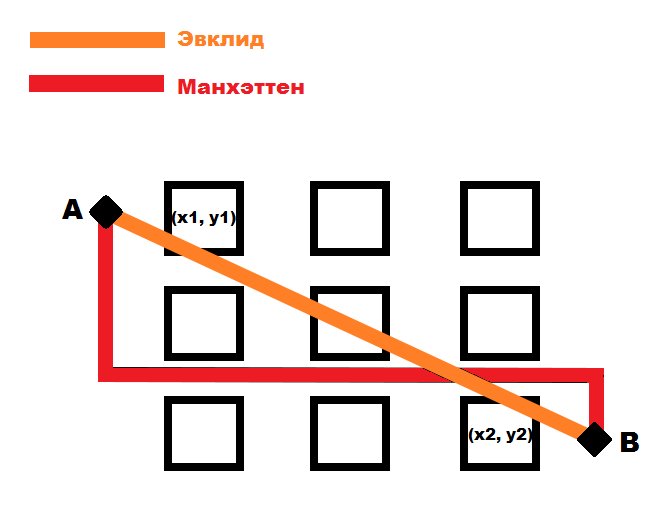 Эвклид
Манхэттен
A
(x1, y1)
(x2, y2)
B